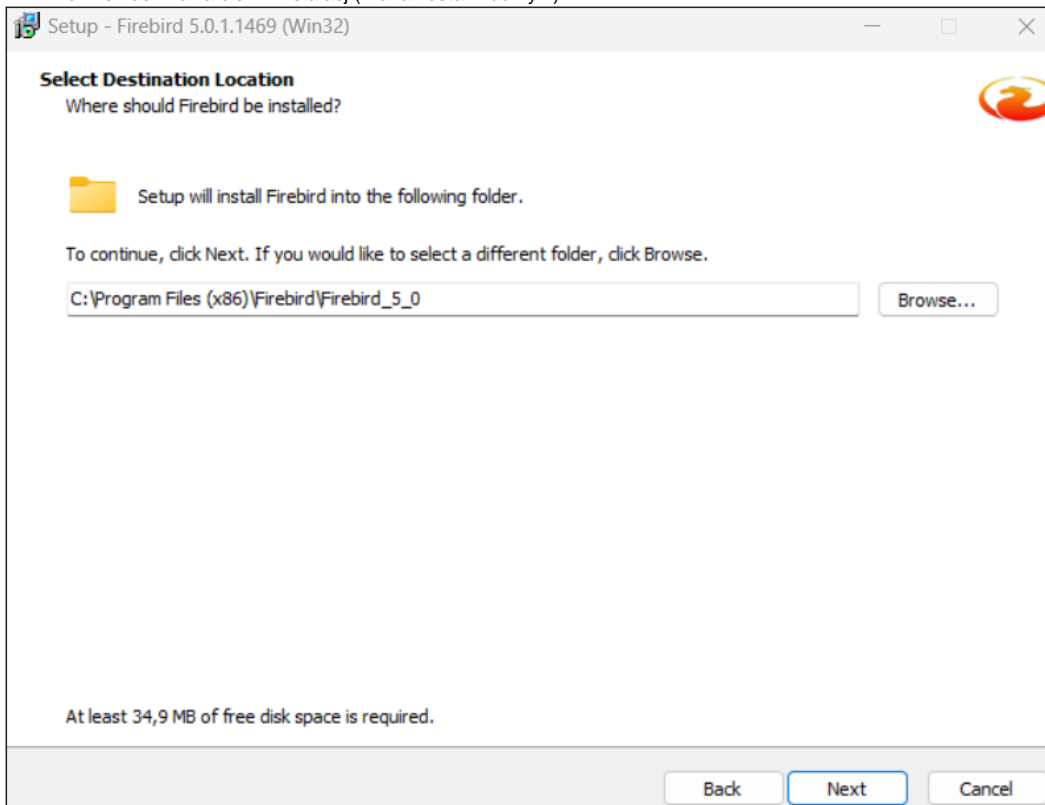 Setup - Firebird 5.0.1.1469 (Win32)
Select Destination Location
Where should Firebird be installed?
Setup will install Firebird into the following folder.
To continue, click Next. If you would like to select a different folder, click Browse.
C:\Program Files (x86)\Firebird\Firebird_5_0
Browse...
At least 34,9 MB of free disk space is required.
Back
Next
Cancel